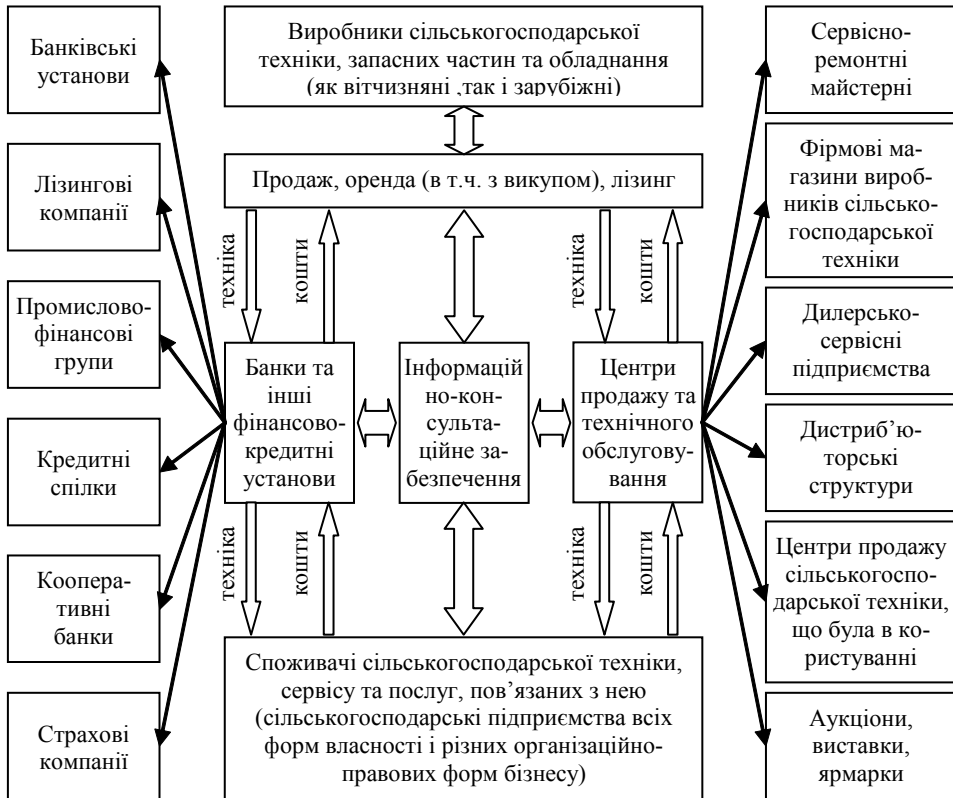 Банківські
установи
Лізингові
компанії
Промислово-
фінансові
групи
Кредитні
спілки
Коопера-
тивні
банки
Страхові
компанії
Виробники сільськогосподарської
техніки, запасних частин та обладнання
(як вітчизняні ,так і зарубіжні)
Продаж, оренда (в т.ч. з викупом), лізинг
техніка
кошти
техніка
кошти
Банки та
інші
фінансово-
кредитні
установи
Інформацій
но-кон-
сульта-
ційне за-
безпечення
Центри
продажу та
технічного
обслугову-
вання
техніка
кошти
техніка
кошти
Споживачі сільськогосподарської техніки,
сервісу та послуг, пов’язаних з нею
(сільськогосподарські підприємства всіх
форм власності і різних організаційно-
правових форм бізнесу)
Сервісно-
ремонтні
майстерні
Фірмові ма-
газини вироб-
ників сільсько-
господарської
техніки
Дилерсько-
сервісні
підприємства
Дистриб’ю-
торські
структури
Центри продажу
сільськогоспо-
дарської техніки,
що була в ко-
ристуванні
Аукціони,
виставки,
ярмарки